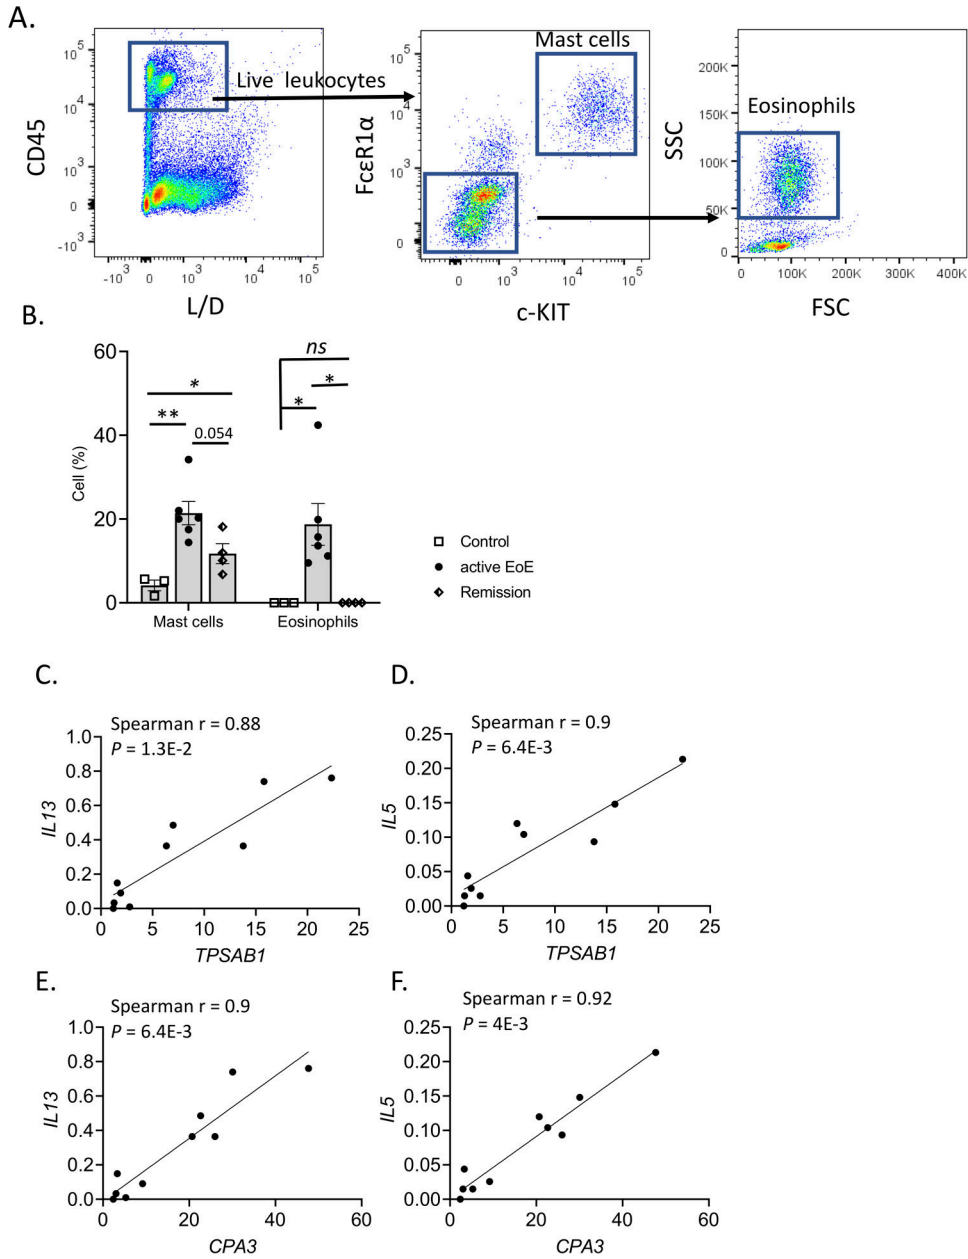 A.
CD45
10^5
10^4
10^3
0
-10^3
-10^3
0
10^3
10^4
10^5
L/D
Live leukocytes
FcεR1α
10^5
10^4
10^3
0
0
10^3
10^4
10^5
c-KIT
Mast cells
SSC
200K
150K
100K
50K
0
0
100K
200K
300K
400K
FSC
Eosinophils
B.
Cell (%)
60
40
20
0
*
**
0.054
ns
*
*
Mast cells
Eosinophils
Control
active EoE
Remission
C.
Spearman r = 0.88
P = 1.3E-2
IL13
1.0
0.8
0.6
0.4
0.2
0.0
0
5
10
15
20
25
TPSAB1
D.
Spearman r = 0.9
P = 6.4E-3
IL5
0.25
0.20
0.15
0.10
0.05
0.00
0
5
10
15
20
25
TPSAB1
E.
Spearman r = 0.9
P = 6.4E-3
IL13
1.0
0.8
0.6
0.4
0.2
0.0
0
20
40
60
CPA3
F.
Spearman r = 0.92
P = 4E-3
IL5
0.25
0.20
0.15
0.10
0.05
0.00
0
20
40
60
CPA3